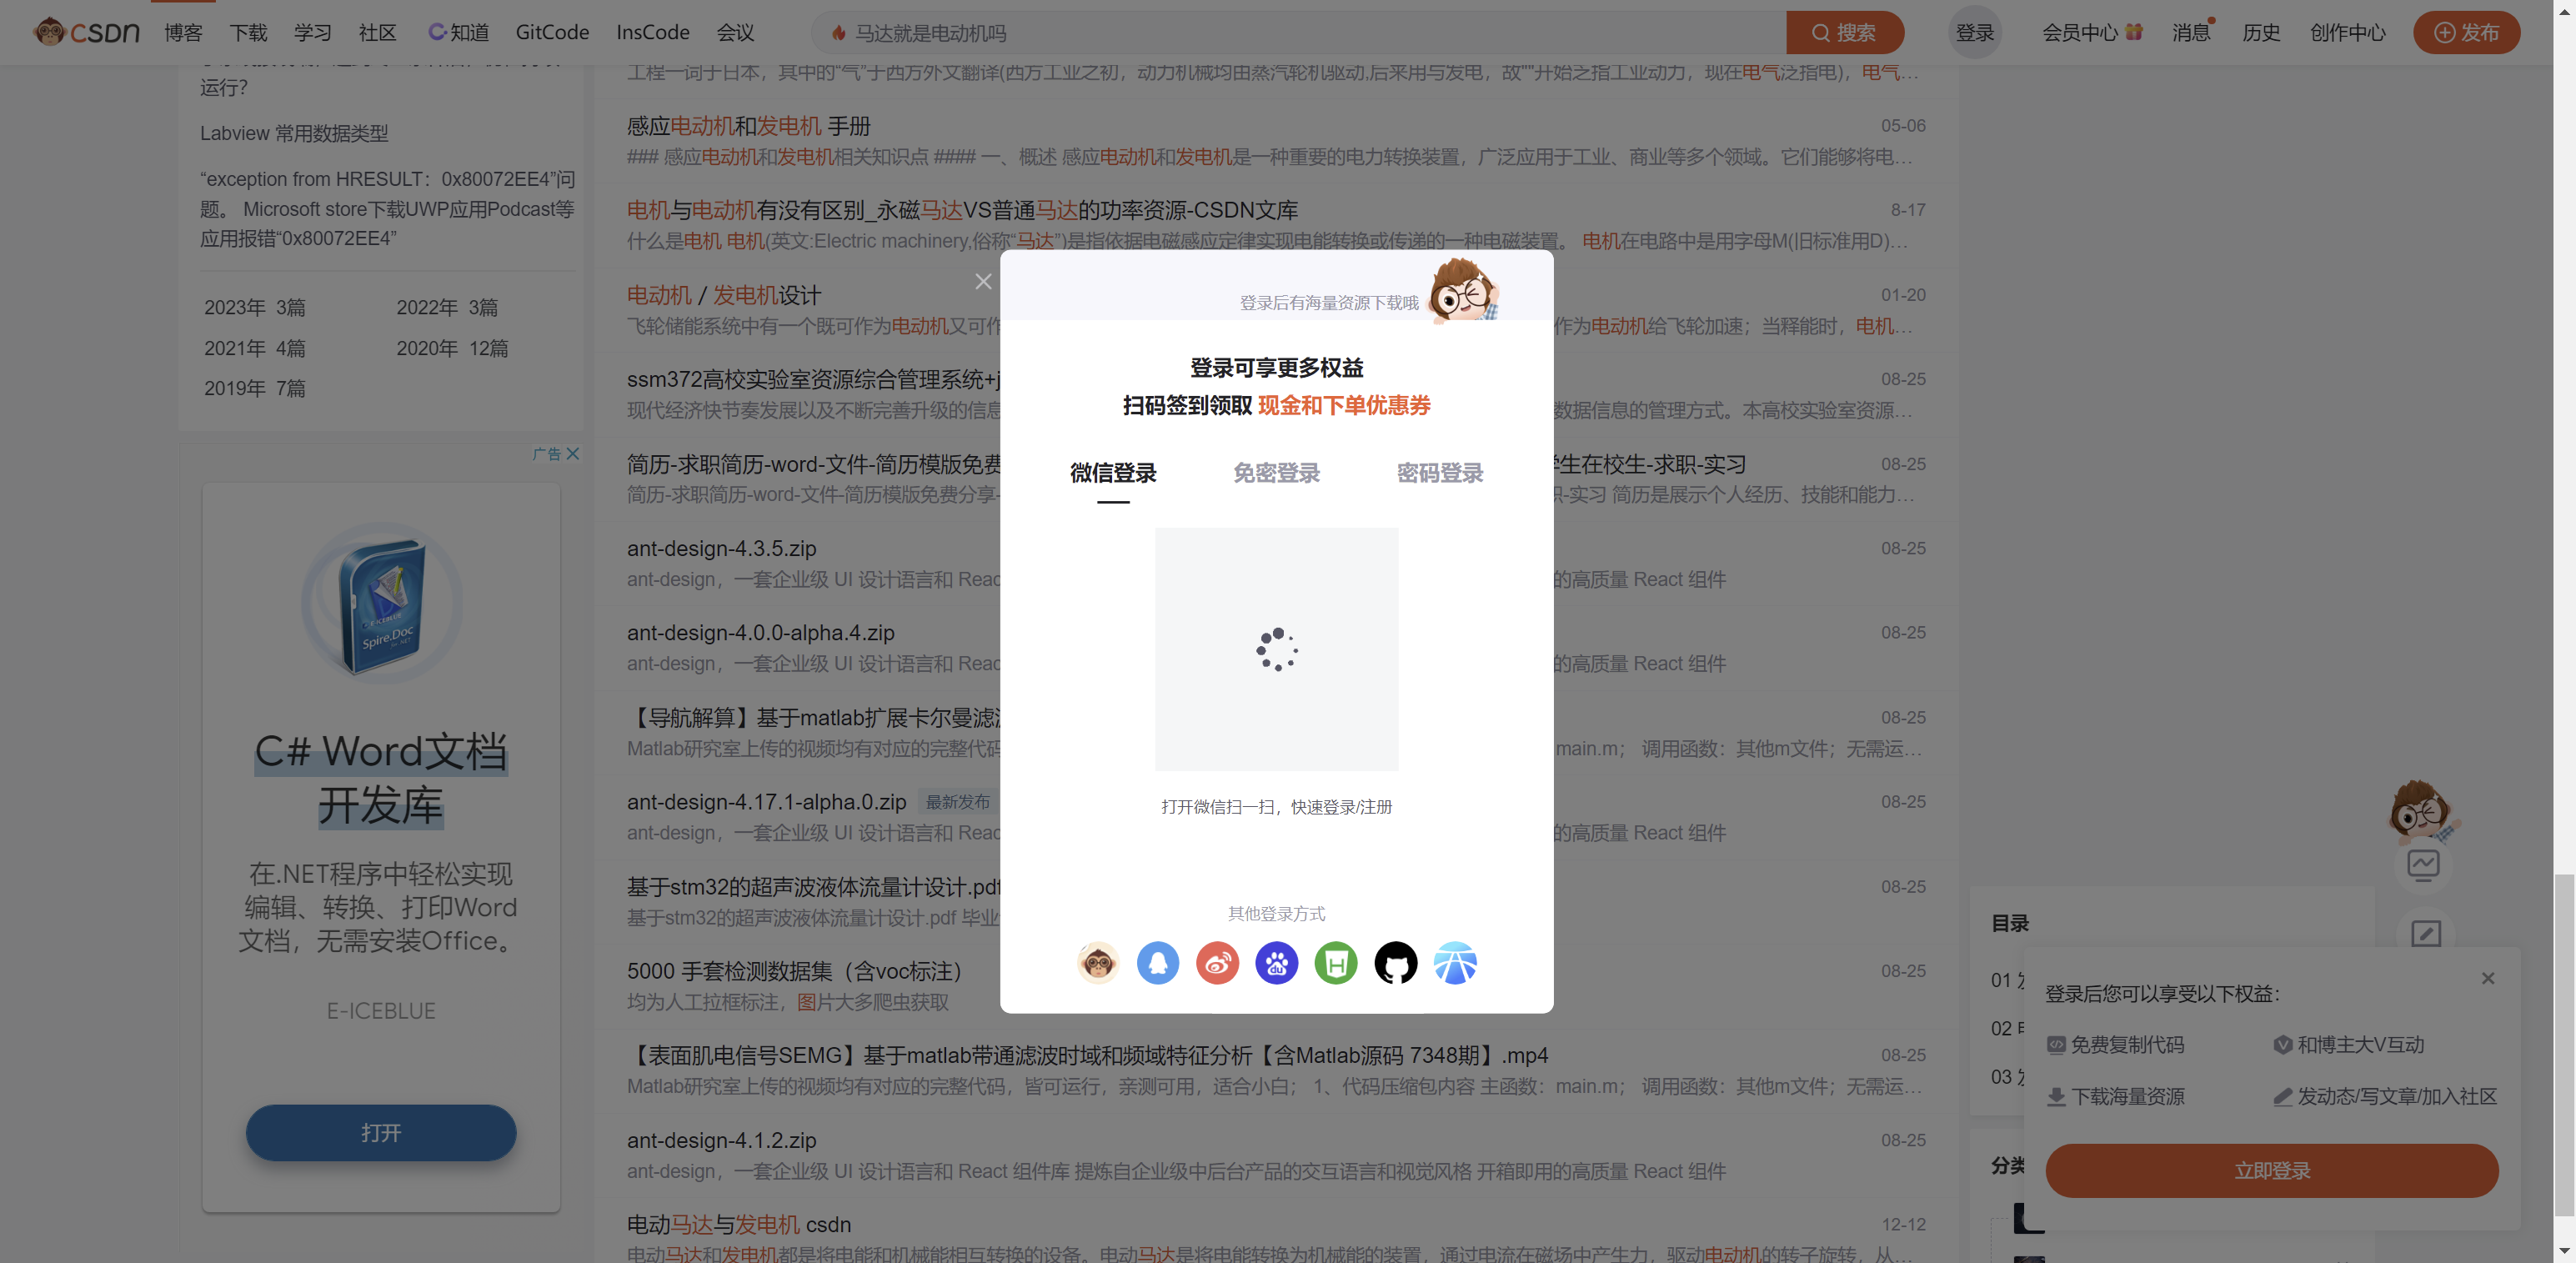 CSDN 博客 下载 学习 社区 知道 GitCode InsCode 会议 马达就是电动机吗 搜索 登录 会员中心 消息 历史 创作中心 发布
运行？
Labview 常用数据类型
“exception from HRESULT：0x80072EE4”问
题。 Microsoft store下载UWP应用Podcast等
应用报错“0x80072EE4”
2023年 3篇 2022年 3篇
2021年 4篇 2020年 12篇
2019年 7篇
广告
Spire.Doc
C# Word文档
开发库
在.NET程序中轻松实现
编辑、转换、打印Word
文档，无需安装Office。
E-ICEBLUE
打开
工程一词于日本，其中的“气”于西方外文翻译(西方工业之初，动力机械均由蒸汽轮机驱动,后来用与发电，故""开始乏指工业动力，现在电气泛指电)，电气…
感应电动机和发电机 手册 05-06
### 感应电动机和发电机相关知识点 #### 一、概述 感应电动机和发电机是一种重要的电力转换装置，广泛应用于工业、商业等多个领域。它们能够将电…
电机与电动机有没有区别_永磁马达VS普通马达的功率资源-CSDN文库 8-17
什么是电机 电机(英文:Electric machinery,俗称“马达”)是指依据电磁感应定律实现电能转换或传递的一种电磁装置。 电机在电路中是用字母M(旧标准用D)…
电动机 / 发电机设计 01-20
飞轮储能系统中有一个既可作为电动机又可作 作为电动机给飞轮加速；当释能时，电机…
ssm372高校实验室资源综合管理系统+j 08-25
现代经济快节奏发展以及不断完善升级的信息 数据信息的管理方式。本高校实验室资源…
简历-求职简历-word-文件-简历模版免费 学生在校生-求职-实习 08-25
简历-求职简历-word-文件-简历模版免费分享- 职-实习 简历是展示个人经历、技能和能力…
ant-design-4.3.5.zip 08-25
ant-design，一套企业级 UI 设计语言和 Reac 的高质量 React 组件
ant-design-4.0.0-alpha.4.zip 08-25
ant-design，一套企业级 UI 设计语言和 Reac 的高质量 React 组件
【导航解算】基于matlab扩展卡尔曼滤波 08-25
Matlab研究室上传的视频均有对应的完整代码 main.m； 调用函数：其他m文件；无需运…
ant-design-4.17.1-alpha.0.zip 最新发布 08-25
ant-design，一套企业级 UI 设计语言和 Reac 的高质量 React 组件
基于stm32的超声波液体流量计设计.pdf 08-25
基于stm32的超声波液体流量计设计.pdf 毕业
5000 手套检测数据集（含voc标注） 08-25
均为人工拉框标注，图片大多爬虫获取
【表面肌电信号SEMG】基于matlab带通滤波时域和频域特征分析【含Matlab源码 7348期】.mp4 08-25
Matlab研究室上传的视频均有对应的完整代码，皆可运行，亲测可用，适合小白； 1、代码压缩包内容 主函数：main.m； 调用函数：其他m文件；无需运…
ant-design-4.1.2.zip 08-25
ant-design，一套企业级 UI 设计语言和 React 组件库 提炼自企业级中后台产品的交互语言和视觉风格 开箱即用的高质量 React 组件
电动马达与发电机 csdn 12-12
电动马达和发电机都是将电能和机械能相互转换的设备。电动马达是将电能转换为机械能的装置，通过电流在磁场中产生力，驱动电动机的转子旋转，从…
登录后有海量资源下载哦
登录可享更多权益
扫码签到领取 现金和下单优惠券
微信登录 免密登录 密码登录
打开微信扫一扫，快速登录/注册
其他登录方式
du
目录
01
02
03
分类
登录后您可以享受以下权益：
免费复制代码 和博主大V互动
下载海量资源 发动态/写文章/加入社区
立即登录